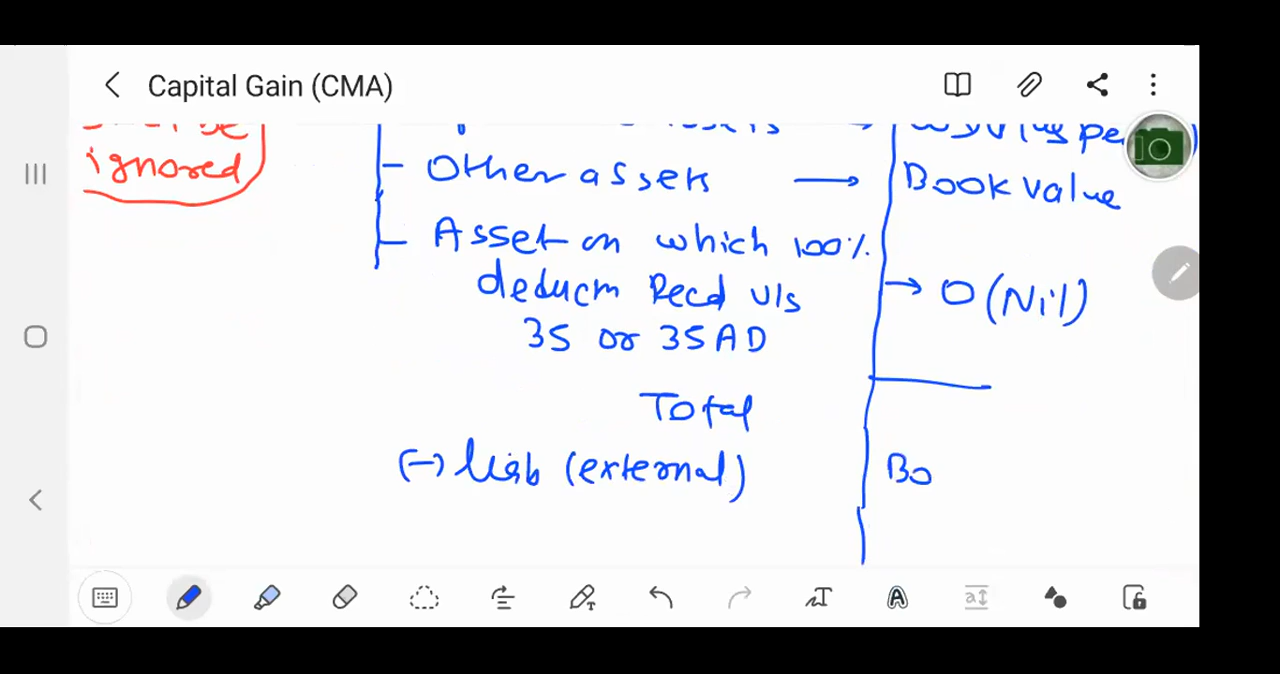 Capital Gain (CMA)
ignored
Other assets → Book value
Asset on which 100%
deducm Recd u/s → 0 (Nil)
35 or 35AD
Total
(-) liab (external) Bo